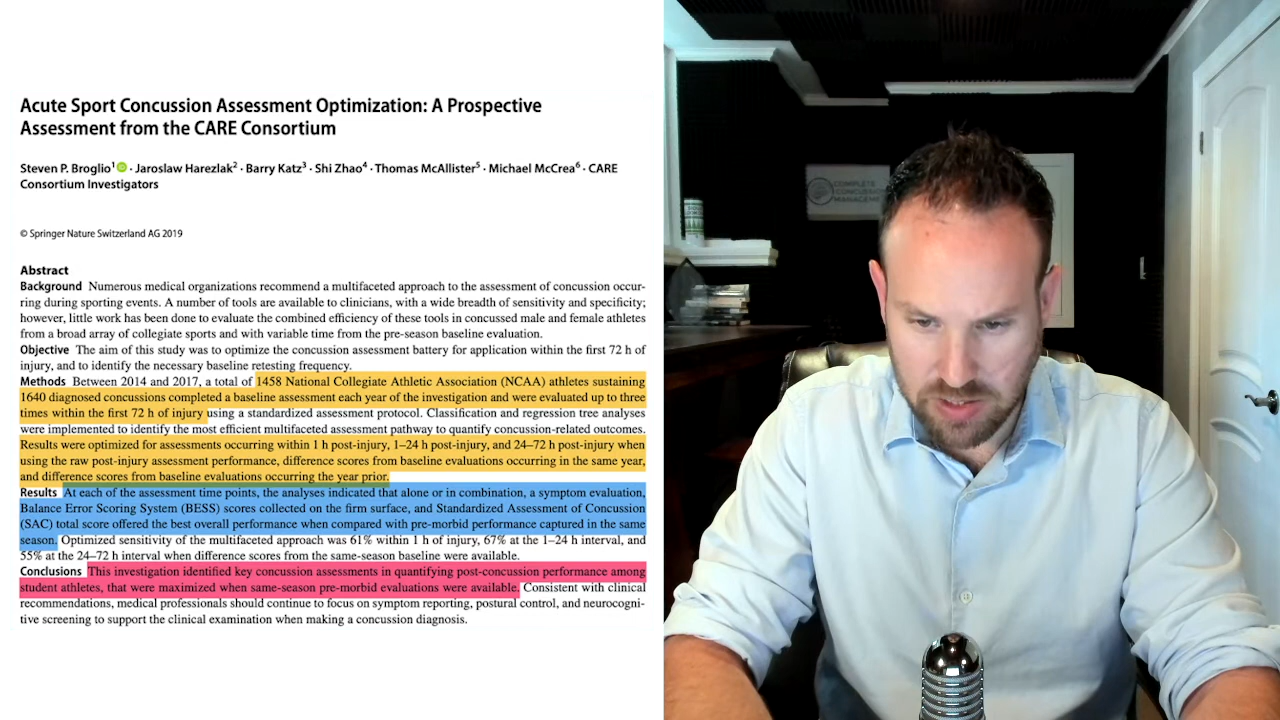 Acute Sport Concussion Assessment Optimization: A Prospective
Assessment from the CARE Consortium
Steven P. Broglio1 · Jaroslaw Harezlak2 · Barry Katz3 · Shi Zhao4 · Thomas McAllister5 · Michael McCrea6 · CARE
Consortium Investigators
© Springer Nature Switzerland AG 2019
Abstract
Background Numerous medical organizations recommend a multifaceted approach to the assessment of concussion occur-
ring during sporting events. A number of tools are available to clinicians, with a wide breadth of sensitivity and specificity;
however, little work has been done to evaluate the combined efficiency of these tools in concussed male and female athletes
from a broad array of collegiate sports and with variable time from the pre-season baseline evaluation.
Objective The aim of this study was to optimize the concussion assessment battery for application within the first 72 h of
injury, and to identify the necessary baseline retesting frequency.
Methods Between 2014 and 2017, a total of 1458 National Collegiate Athletic Association (NCAA) athletes sustaining
1640 diagnosed concussions completed a baseline assessment each year of the investigation and were evaluated up to three
times within the first 72 h of injury using a standardized assessment protocol. Classification and regression tree analyses
were implemented to identify the most efficient multifaceted assessment pathway to quantify concussion-related outcomes.
Results were optimized for assessments occurring within 1 h post-injury, 1–24 h post-injury, and 24–72 h post-injury when
using the raw post-injury assessment performance, difference scores from baseline evaluations occurring in the same year,
and difference scores from baseline evaluations occurring the year prior.
Results At each of the assessment time points, the analyses indicated that alone or in combination, a symptom evaluation,
Balance Error Scoring System (BESS) scores collected on the firm surface, and Standardized Assessment of Concussion
(SAC) total score offered the best overall performance when compared with pre-morbid performance captured in the same
season. Optimized sensitivity of the multifaceted approach was 61% within 1 h of injury, 67% at the 1–24 h interval, and
55% at the 24–72 h interval when difference scores from the same-season baseline were available.
Conclusions This investigation identified key concussion assessments in quantifying post-concussion performance among
student athletes, that were maximized when same-season pre-morbid evaluations were available. Consistent with clinical
recommendations, medical professionals should continue to focus on symptom reporting, postural control, and neurocogni-
tive screening to support the clinical examination when making a concussion diagnosis.
COMPLETE
CONCUSSION
MANAGEME